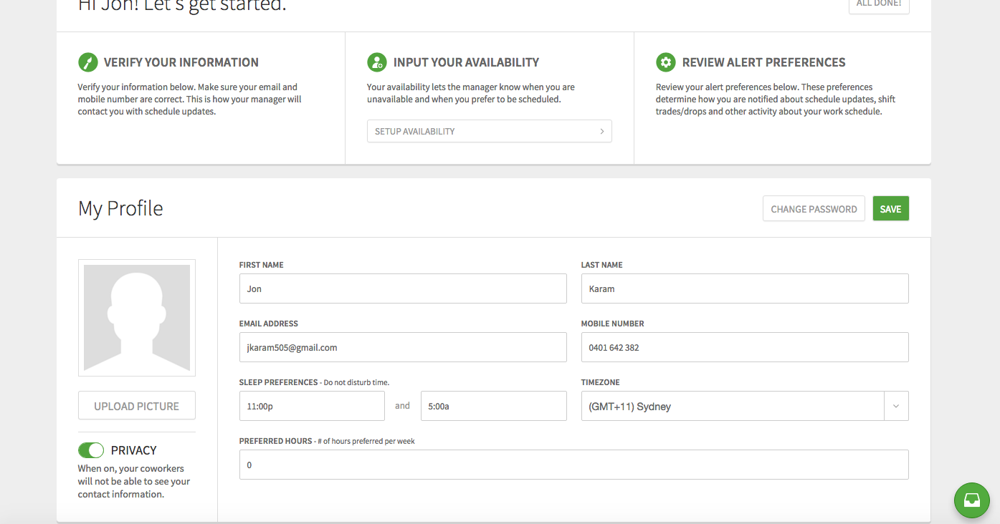 Hi Jon! Let's get started.
ALL DONE!
VERIFY YOUR INFORMATION
Verify your information below. Make sure your email and
mobile number are correct. This is how your manager will
contact you with schedule updates.
INPUT YOUR AVAILABILITY
Your availability lets the manager know when you are
unavailable and when you prefer to be scheduled.
SETUP AVAILABILITY
REVIEW ALERT PREFERENCES
Review your alert preferences below. These preferences
determine how you are notified about schedule updates, shift
trades/drops and other activity about your work schedule.
My Profile
CHANGE PASSWORD
SAVE
UPLOAD PICTURE
PRIVACY
When on, your coworkers
will not be able to see your
contact information.
FIRST NAME
Jon
LAST NAME
Karam
EMAIL ADDRESS
jkaram505@gmail.com
MOBILE NUMBER
0401 642 382
SLEEP PREFERENCES - Do not disturb time.
11:00p
and
5:00a
TIMEZONE
(GMT+11) Sydney
PREFERRED HOURS - # of hours preferred per week
0